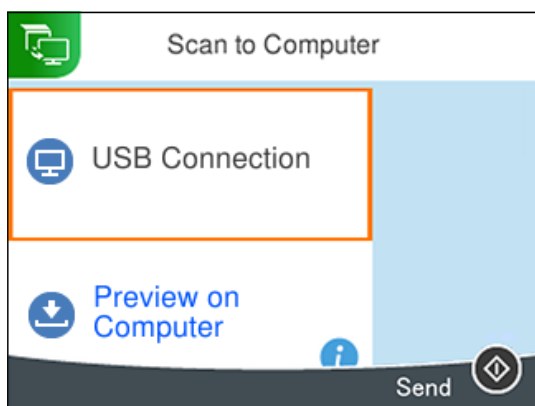 Scan to Computer
USB Connection
Preview on
Computer
i
Send